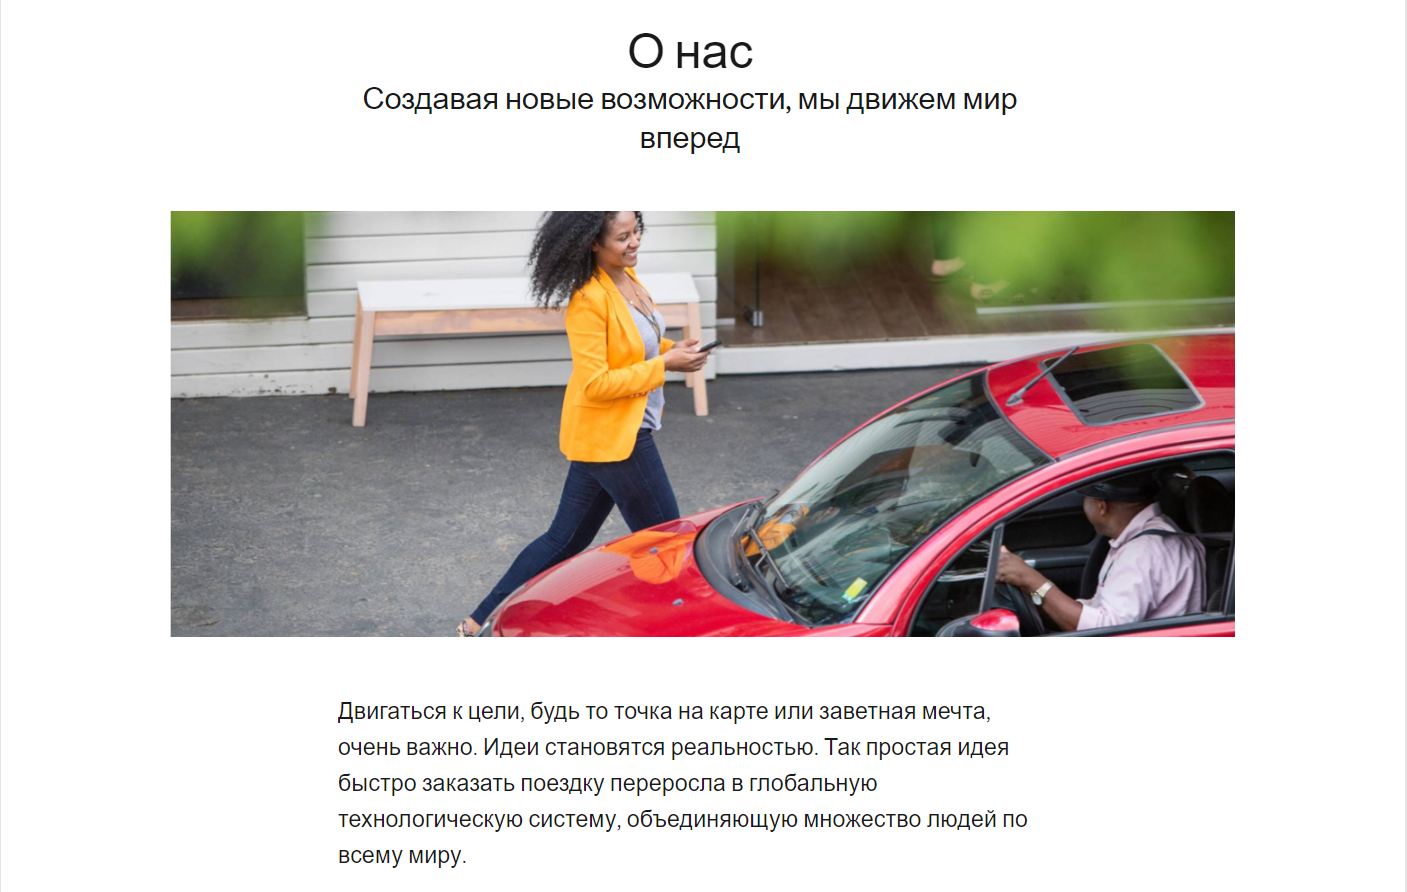 О нас
Создавая новые возможности, мы движем мир
вперед
Двигаться к цели, будь то точка на карте или заветная мечта,
очень важно. Идеи становятся реальностью. Так простая идея
быстро заказать поездку переросла в глобальную
технологическую систему, объединяющую множество людей по
всему миру.